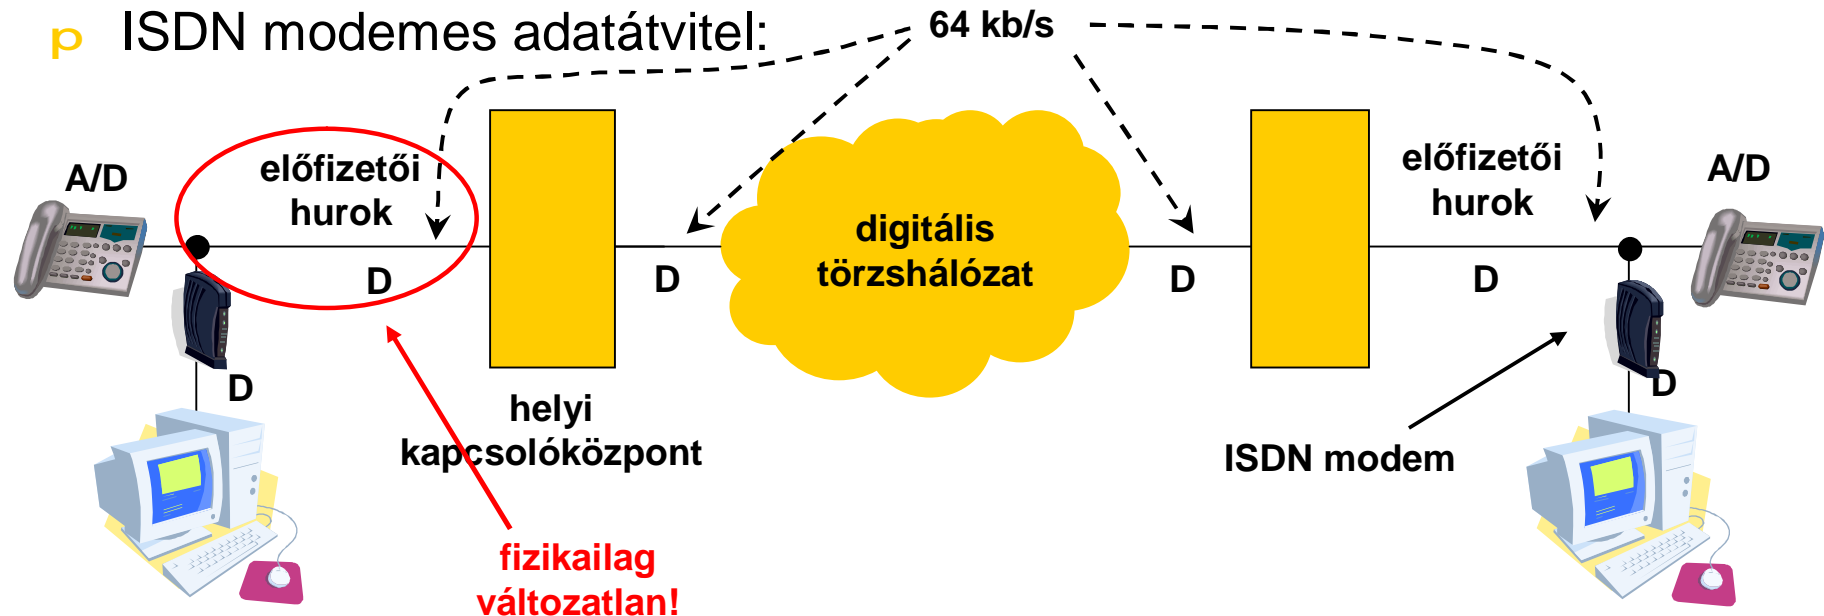 p ISDN modemes adatátvitel:
64 kb/s
A/D
előfizetői
hurok
D
D
digitális
törzshálózat
D
előfizetői
hurok
D
A/D
D
D
helyi
kapcsolóközpont
ISDN modem
fizikailag
változatlan!